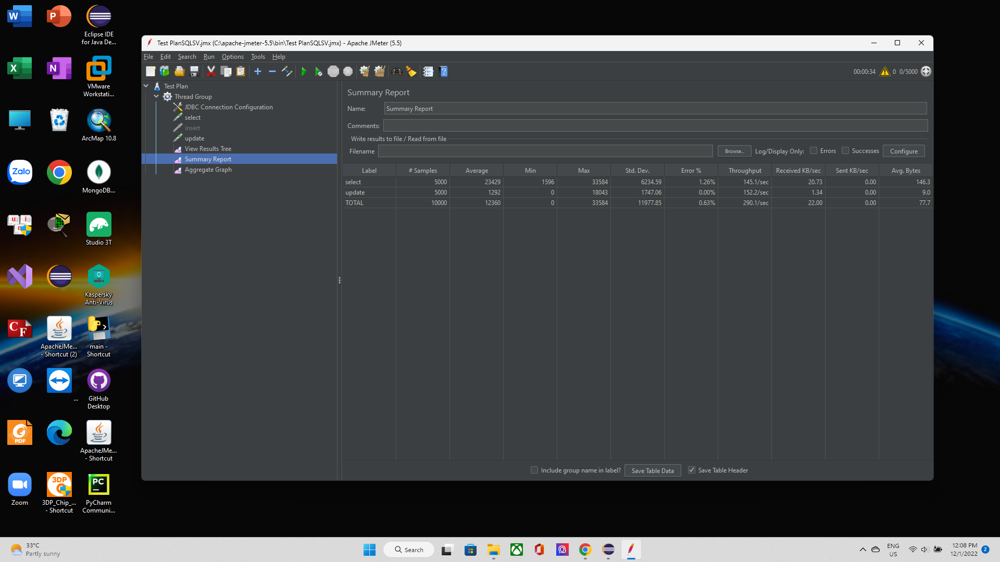 Eclipse IDE
for Java De...
VMware
Workstati...
ArcMap 10.8
Zalo
MongoDB...
Studio 3T
Kaspersky
Anti-Virus
ApacheJMe...
- Shortcut (2)
main -
Shortcut
...
GitHub
Desktop
PDF
ApacheJMe...
- Shortcut
Zoom
3DP
3DP_Chip_...
- Shortcut
PC
PyCharm
Communi...
Test PlanSQLSV.jmx (C:\apache-jmeter-5.5\bin\Test PlanSQLSV.jmx) - Apache JMeter (5.5)
File Edit Search Run Options Tools Help
00:00:34 0 0/5000
Test Plan
Thread Group
JDBC Connection Configuration
select
insert
update
View Results Tree
Summary Report
Aggregate Graph
Summary Report
Name: Summary Report
Comments:
Write results to file / Read from file
Filename Browse... Log/Display Only: Errors Successes Configure
Label # Samples Average Min Max Std. Dev. Error % Throughput Received KB/sec Sent KB/sec Avg. Bytes
select 5000 23429 1596 33584 6234.59 1.26% 145.1/sec 20.73 0.00 146.3
update 5000 1292 0 18043 1747.06 0.00% 152.2/sec 1.34 0.00 9.0
TOTAL 10000 12360 0 33584 11977.85 0.63% 290.1/sec 22.00 0.00 77.7
Include group name in label? Save Table Data Save Table Header
33°C
Partly sunny
Search
ENG
US
12:08 PM
12/1/2022
2